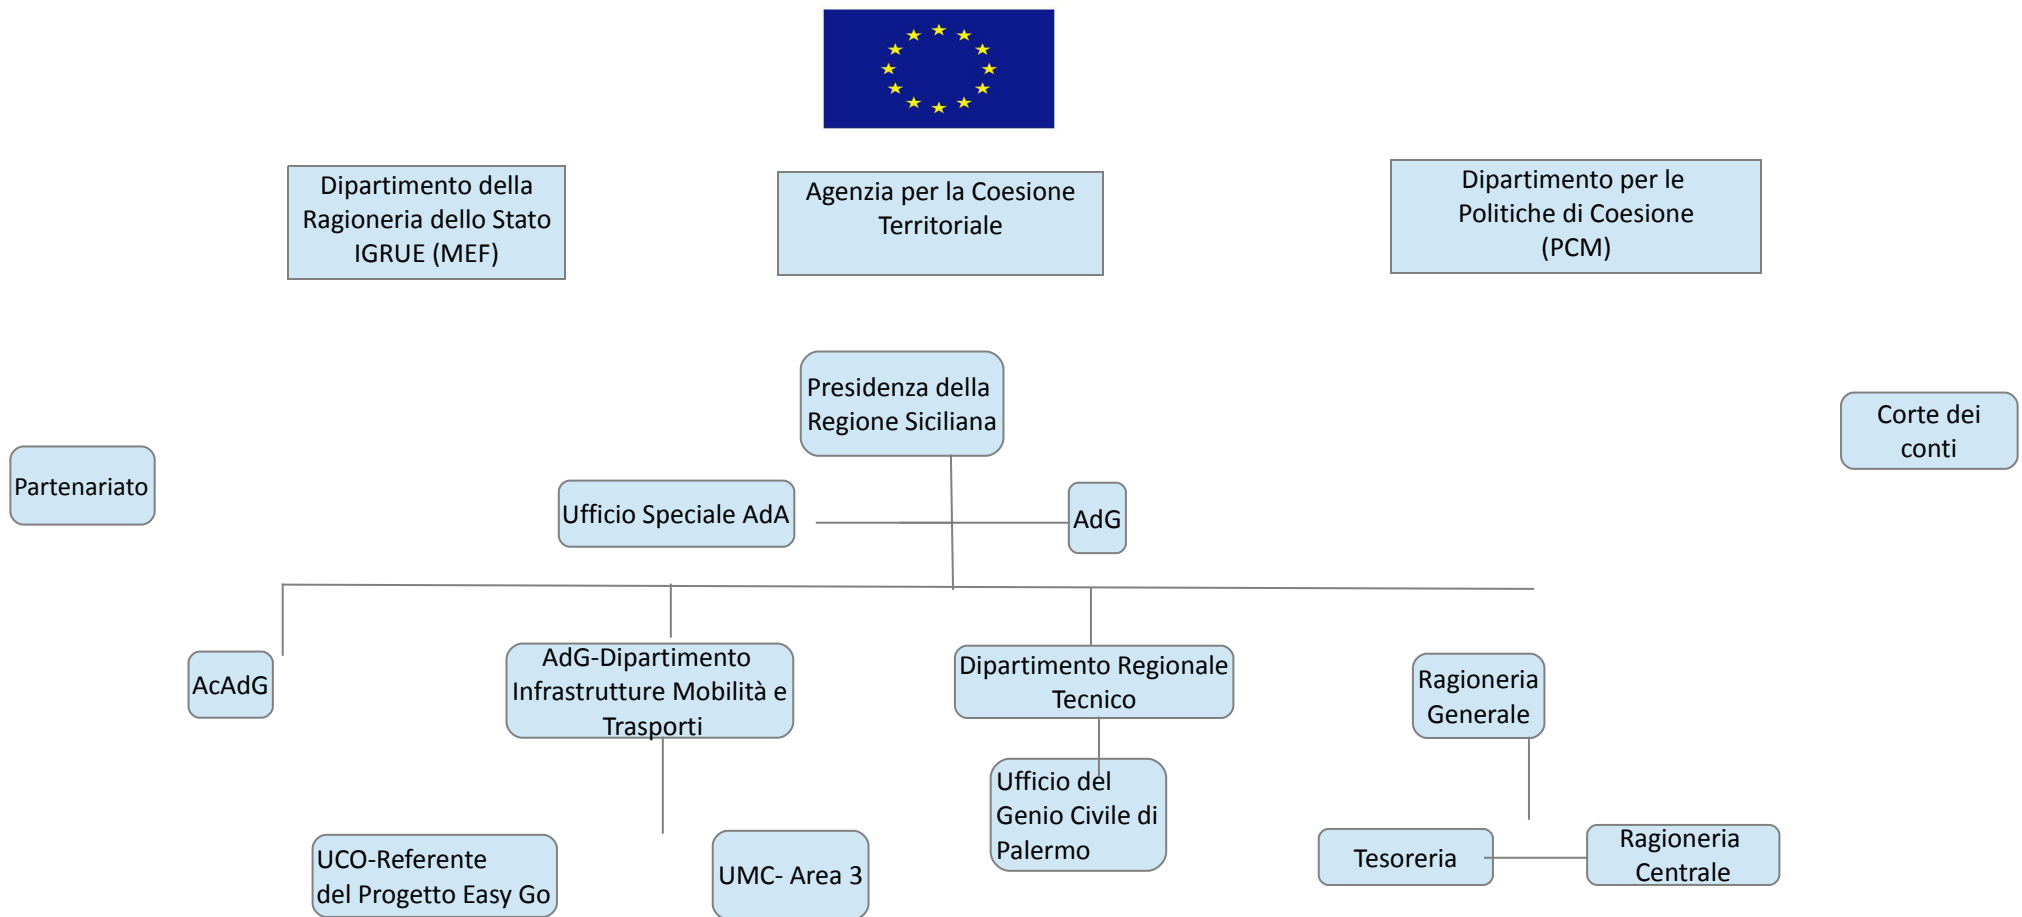 Dipartimento della
Ragioneria dello Stato
IGRUE (MEF)
Agenzia per la Coesione
Territoriale
Dipartimento per le
Politiche di Coesione
(PCM)
Presidenza della
Regione Siciliana
Corte dei
conti
Partenariato
Ufficio Speciale AdA
AdG
AcAdG
AdG-Dipartimento
Infrastrutture Mobilità e
Trasporti
Dipartimento Regionale
Tecnico
Ragioneria
Generale
Ufficio del
Genio Civile di
Palermo
UCO-Referente
del Progetto Easy Go
UMC- Area 3
Tesoreria
Ragioneria
Centrale